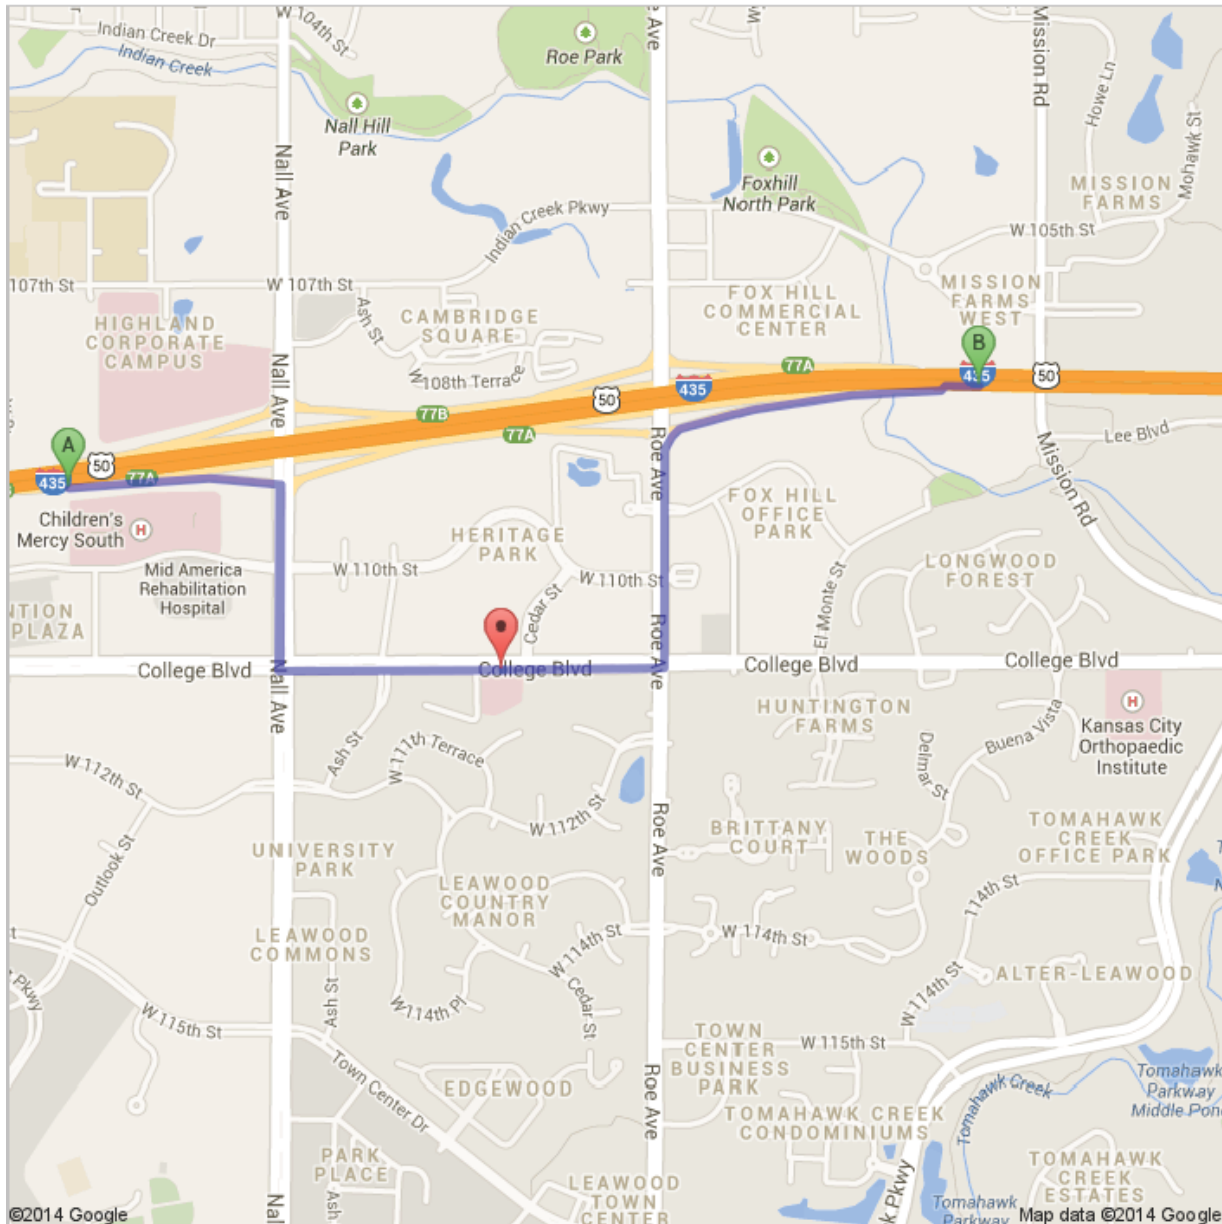 Indian Creek Dr
Indian Creek
W 104th St
Roe Park
Nall Hill
Park
Nall Ave
Mission Rd
Howe Ln
Mohawk St
Foxhill
North Park
MISSION
FARMS
Indian Creek Pkwy
W 105th St
107th St
W 107th St
Ash St
HIGHLAND
CORPORATE
CAMPUS
CAMBRIDGE
SQUARE
FOX HILL
COMMERCIAL
CENTER
MISSION
FARMS
WEST
B
W 108th Terrace
Nall Ave
77A
435
50
435
50
77B
77A
A
50
435
77A
Roe Ave
Lee Blvd
Mission Rd
Children's
Mercy South
H
HERITAGE
PARK
FOX HILL
OFFICE
PARK
LONGWOOD
FOREST
Mid America
Rehabilitation
Hospital
W 110th St
W 110th St
Cedar St
El Monte St
NTION
PLAZA
Roe Ave
College Blvd
College Blvd
College Blvd
College Blvd
Nall Ave
HUNTINGTON
FARMS
Buena Vista
Delmar St
H
Kansas City
Orthopaedic
Institute
W 112th St
Ash St
W 111th Terrace
W 112th St
Outlook St
Roe Ave
BRITTANY
COURT
THE
WOODS
TOMAHAWK
CREEK
OFFICE PARK
UNIVERSITY
PARK
LEAWOOD
COUNTRY
MANOR
114th St
LEAWOOD
COMMONS
W 114th St
W 114th St
W 114th St
ALTER-LEAWOOD
Pkwy
Ash St
W 114th Pl
Cedar St
W 115th St
Town Center Dr
TOWN
CENTER
BUSINESS
PARK
W 115th St
EDGEWOOD
Roe Ave
TOMAHAWK CREEK
CONDOMINIUMS
Tomahawk Creek
Tomahawk
Parkway
Middle Pond
PARK
PLACE
Ash
LEAWOOD
TOWN
CENTER
k Pkwy
TOMAHAWK
CREEK
ESTATES
Tomahawk
Parkway
Nal
©2014 Google
Map data ©2014 Google